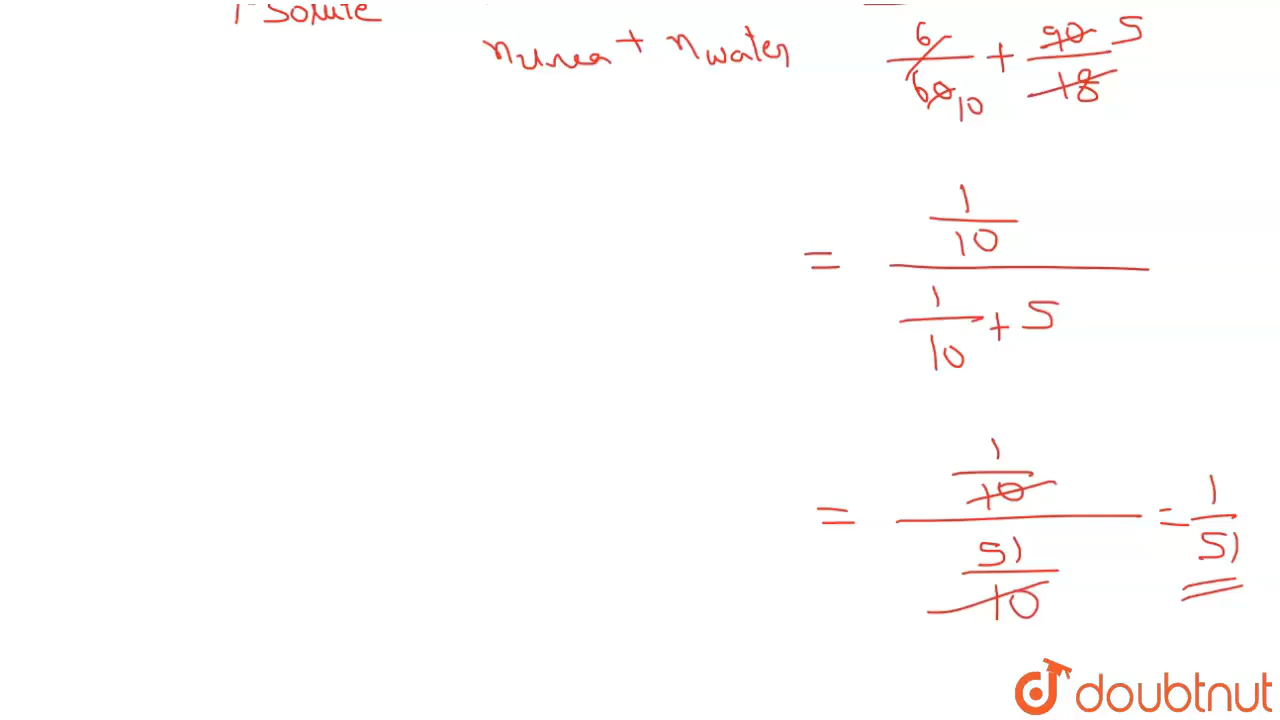 solute
n urea + n water 6/60 10 + 90/18 5
= 1/10 / 1/10 + 5
= 1/10 / 51/10 = 1/51
doubtnut